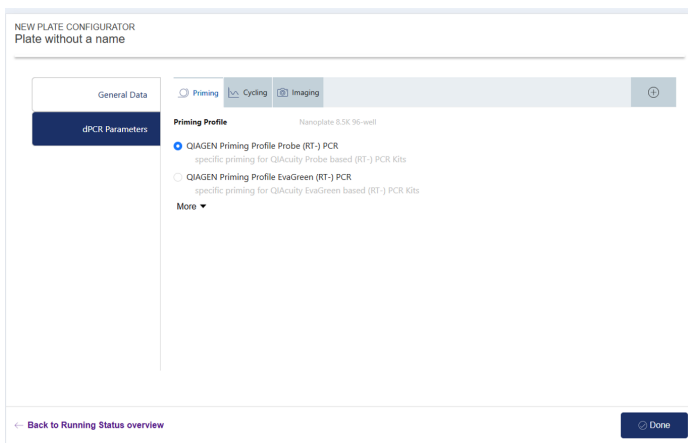 NEW PLATE CONFIGURATOR
Plate without a name
General Data
dPCR Parameters
Priming
Cycling
Imaging
Priming Profile
Nanoplate 8.5K 96-well
QIAGEN Priming Profile Probe (RT-) PCR
specific priming for QIAcuity Probe based (RT-) PCR Kits
QIAGEN Priming Profile EvaGreen (RT-) PCR
specific priming for QIAcuity EvaGreen based (RT-) PCR Kits
More
Back to Running Status overview
Done